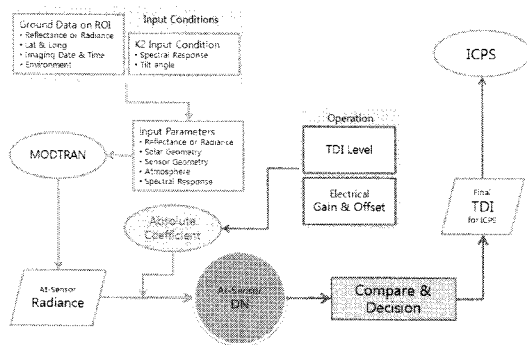 Input Conditions
Ground Data on ROI
• Reflectance or Radiance
• Lat & Long
• Imaging Date & Time
• Environment
K2 Input Condition
• Spectral Response
• Tilt angle
ICPS
Operation
TDI Level
Electrical
Gain & Offset
Input Parameters
• Reflectance or Radiance
• Solar Geometry
• Sensor Geometry
• Atmosphere
• Spectral Response
MODTRAN
Absolute
Coefficient
Final
TDI
for ICPS
At-Sensor
Radiance
At-Sensor
DN
Compare &
Decision